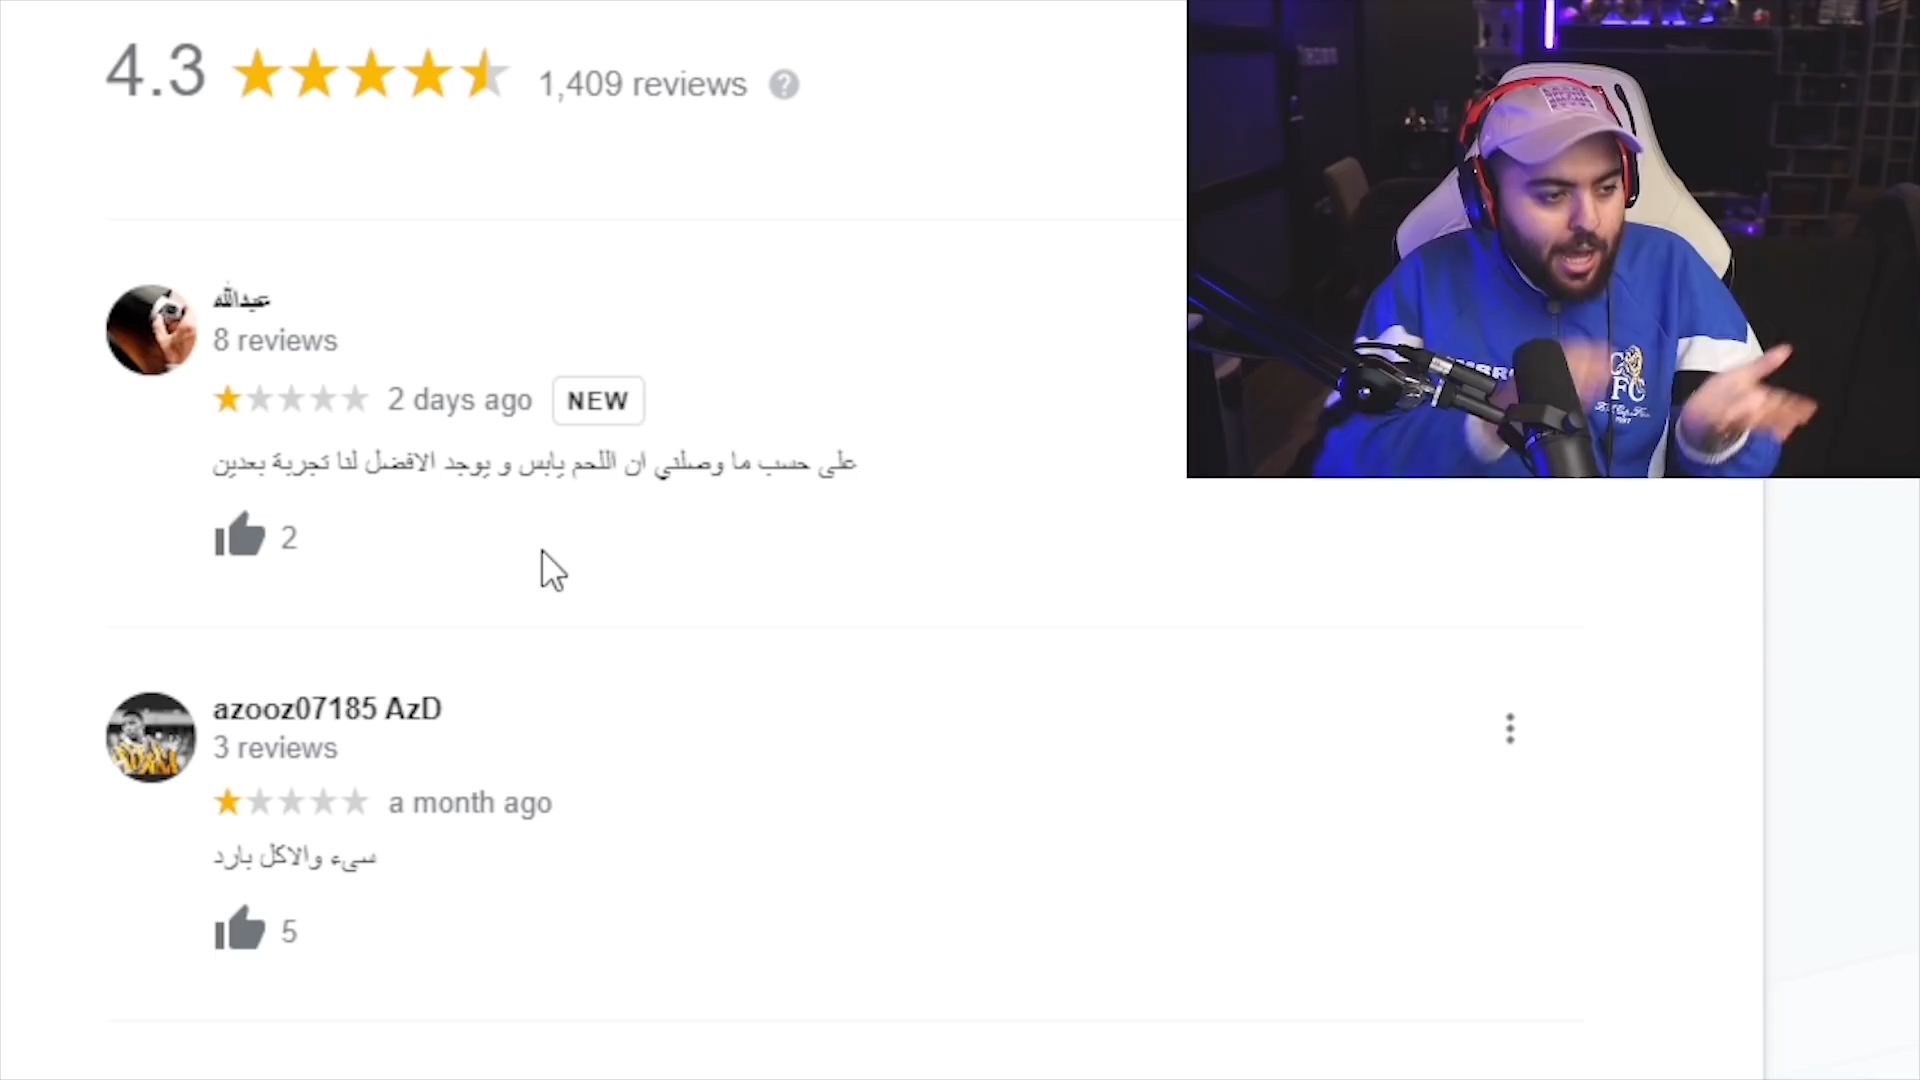 4.3 1,409 reviews ?
عبدالله
8 reviews
2 days ago NEW
على حسب ما وصلني ان اللحم يابس و يوجد الافضل لنا تجربة بعدين
2
azooz07185 AzD
3 reviews
a month ago
سيء والاكل بارد
5
CFC